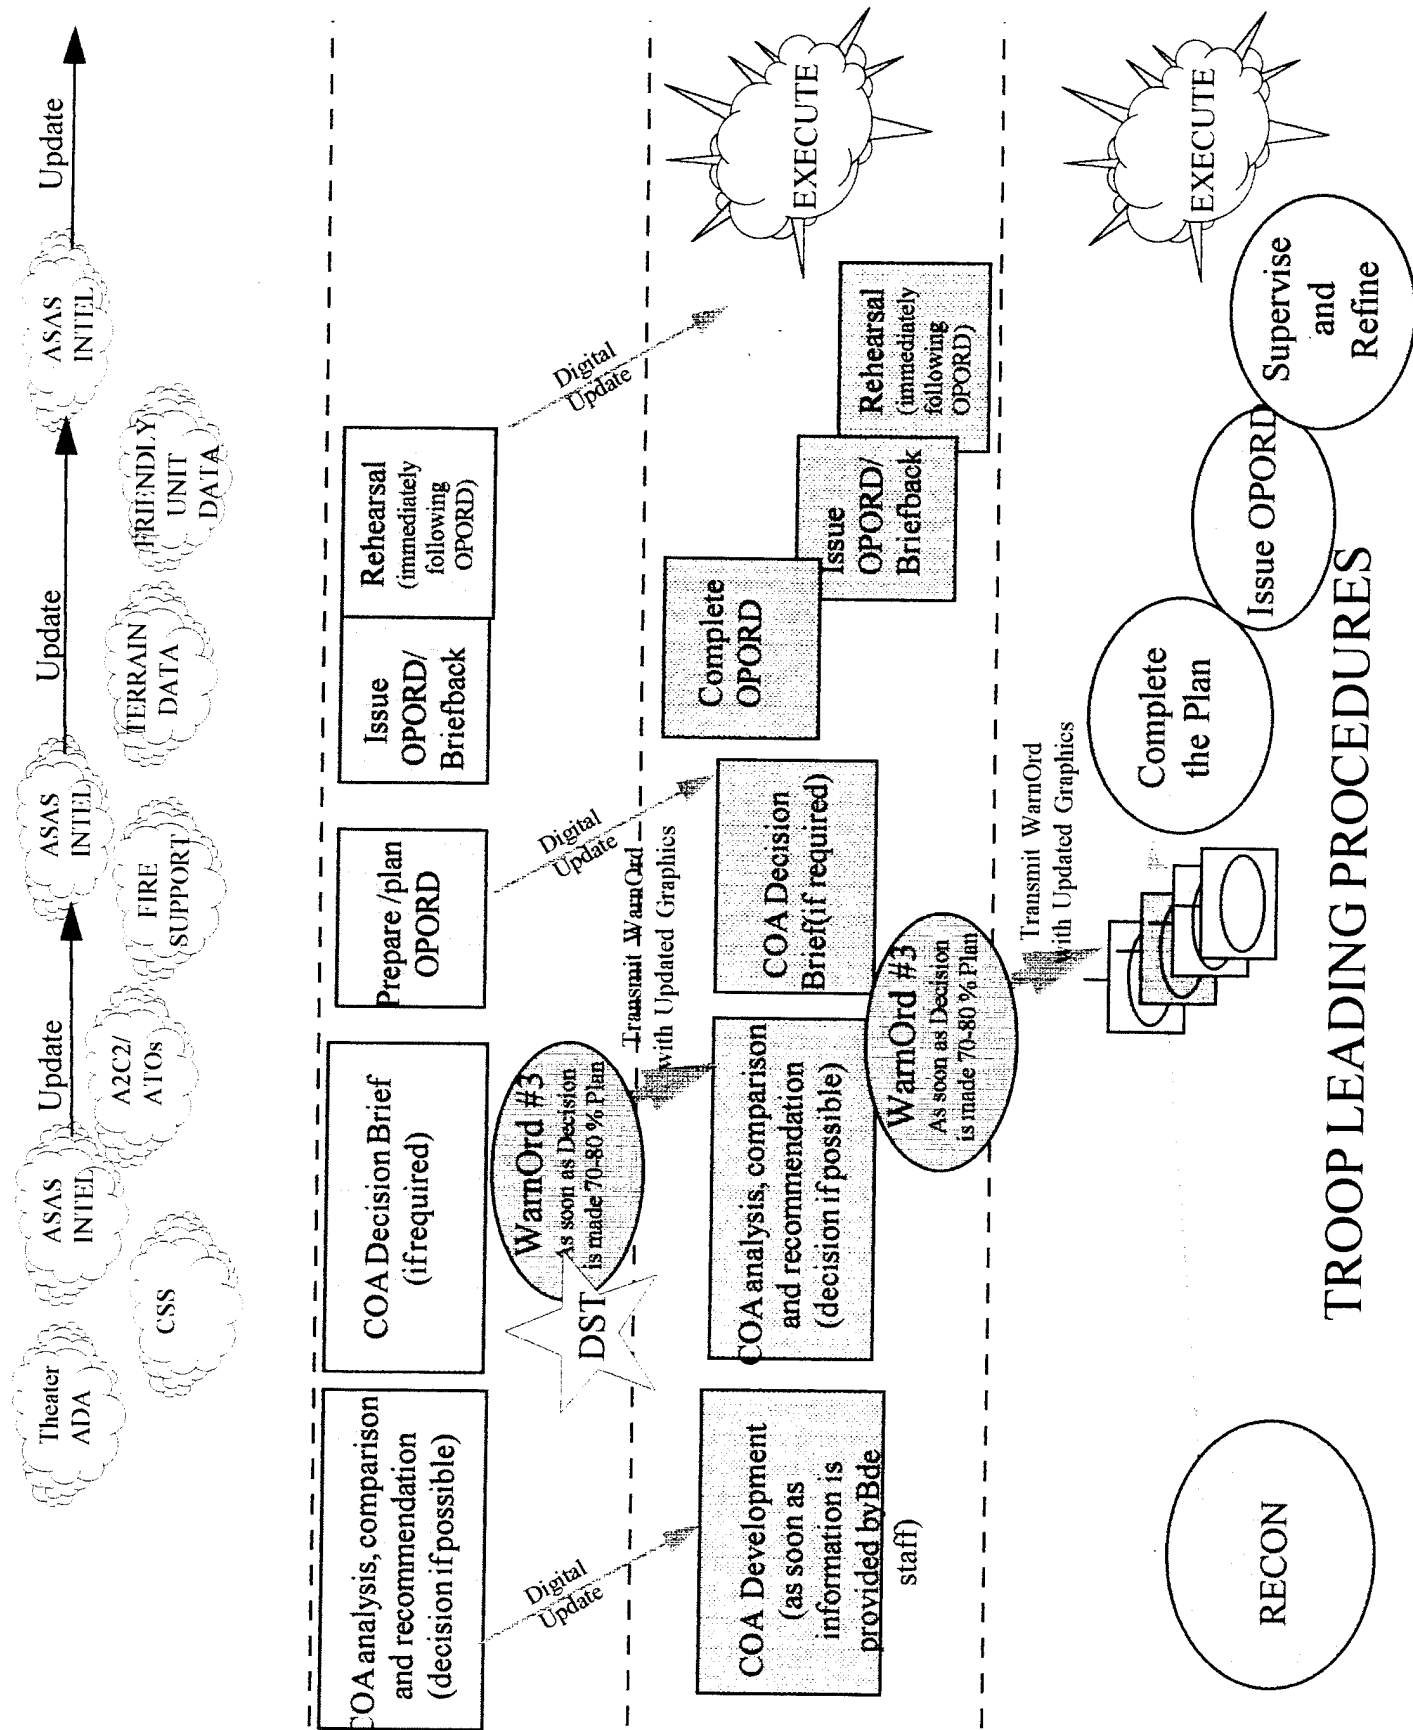 Theater
ADA
CSS
ASAS
INTEL
Update
A2C2/
ATOs
FIRE
SUPPORT
ASAS
INTEL
Update
TERRAIN
DATA
FRIENDLY
UNIT
DATA
ASAS
INTEL
Update
COA analysis, comparison
and recommendation
(decision if possible)
COA Decision Brief
(if required)
Prepare /plan
OPORD
Issue
OPORD/
Briefback
Rehearsal
(immediately
following
OPORD)
Digital
Update
DST
WarnOrd #3
As soon as Decision
is made 70-80 % Plan
Transmit WarnOrd
with Updated Graphics
Digital
Update
Digital
Update
COA Development
(as soon as
information is
provided by Bde
staff)
COA analysis, comparison
and recommendation
(decision if possible)
COA Decision
Brief(if required)
Complete
OPORD
Issue
OPORD/
Briefback
Rehearsal
(immediately
following
OPORD)
EXECUTE
WarnOrd #3
As soon as Decision
is made 70-80 % Plan
Transmit WarnOrd
with Updated Graphics
RECON
Complete
the Plan
Issue OPORD
Supervise
and
Refine
EXECUTE
TROOP LEADING PROCEDURES